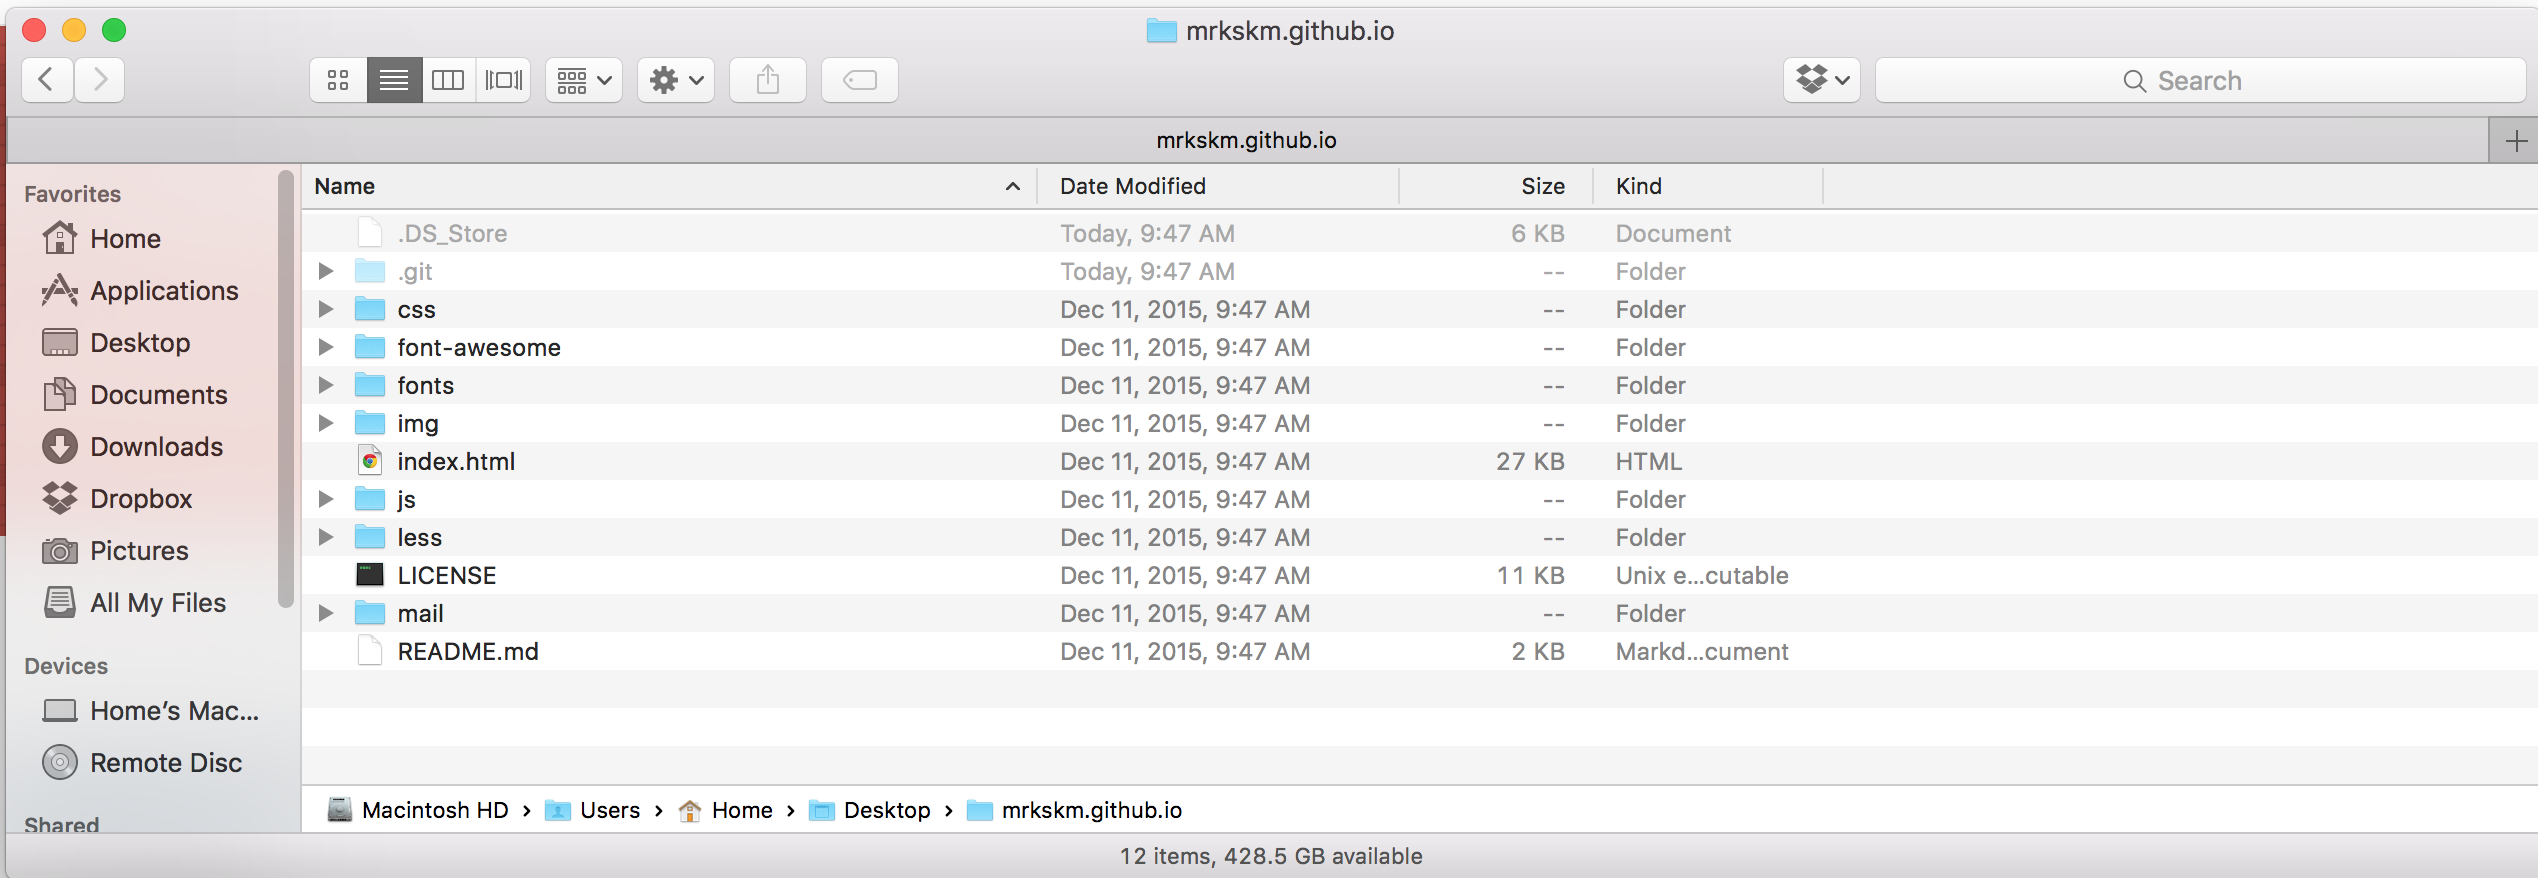 mrkskm.github.io
Search
mrkskm.github.io
Favorites
Home
Applications
Desktop
Documents
Downloads
Dropbox
Pictures
All My Files
Devices
Home’s Mac...
Remote Disc
Shared
Name Date Modified Size Kind
.DS_Store Today, 9:47 AM 6 KB Document
.git Today, 9:47 AM -- Folder
css Dec 11, 2015, 9:47 AM -- Folder
font-awesome Dec 11, 2015, 9:47 AM -- Folder
fonts Dec 11, 2015, 9:47 AM -- Folder
img Dec 11, 2015, 9:47 AM -- Folder
index.html Dec 11, 2015, 9:47 AM 27 KB HTML
js Dec 11, 2015, 9:47 AM -- Folder
less Dec 11, 2015, 9:47 AM -- Folder
LICENSE Dec 11, 2015, 9:47 AM 11 KB Unix e...cutable
mail Dec 11, 2015, 9:47 AM -- Folder
README.md Dec 11, 2015, 9:47 AM 2 KB Markd...cument
Macintosh HD › Users › Home › Desktop › mrkskm.github.io
12 items, 428.5 GB available